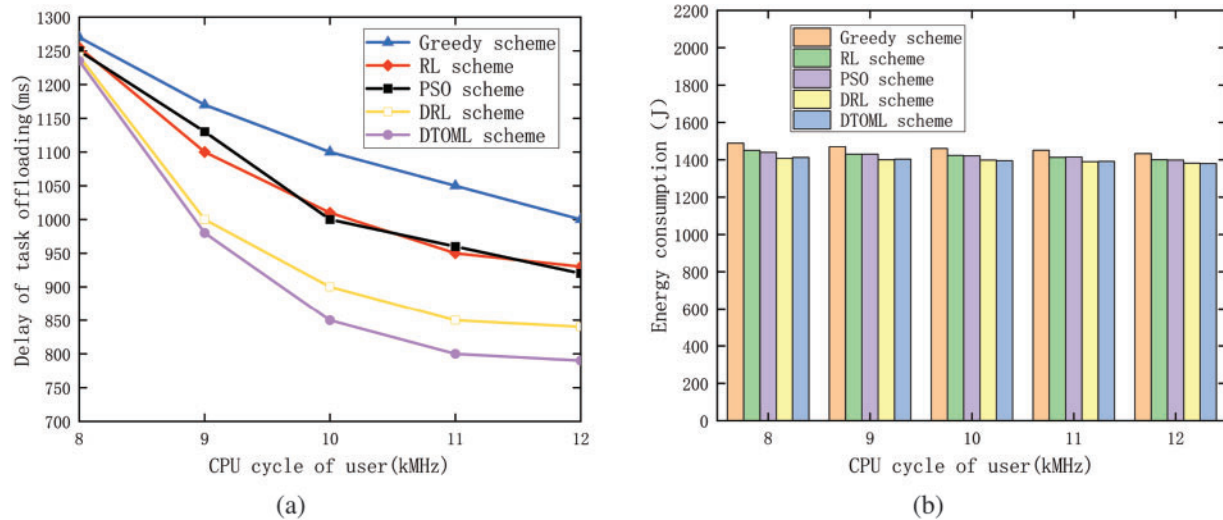 1300
1250
1200
1150
1100
1050
1000
950
900
850
800
750
700
Delay of task offloading(ms)
Greedy scheme
RL scheme
PSO scheme
DRL scheme
DTOML scheme
8 9 10 11 12
CPU cycle of user(kMHz)
(a)
2200
2000
1800
1600
1400
1200
1000
800
600
400
200
0
Energy consumption (J)
Greedy scheme
RL scheme
PSO scheme
DRL scheme
DTOML scheme
8 9 10 11 12
CPU cycle of user(kMHz)
(b)